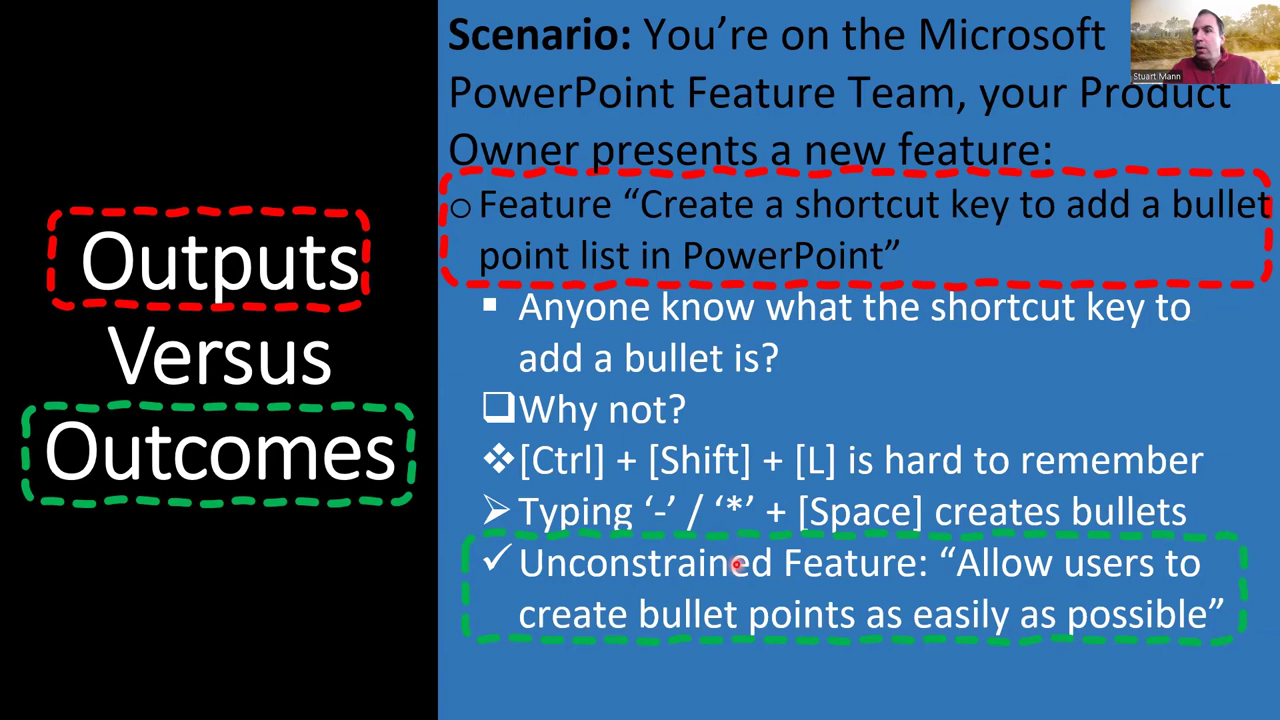 Outputs
Versus
Outcomes
Scenario: You’re on the Microsoft
PowerPoint Feature Team, your Product
Owner presents a new feature:
Stuart Mann
o Feature “Create a shortcut key to add a bullet
point list in PowerPoint”
▪ Anyone know what the shortcut key to
add a bullet is?
❑ Why not?
❖ [Ctrl] + [Shift] + [L] is hard to remember
➢ Typing ‘-’ / ‘*’ + [Space] creates bullets
✓ Unconstrained Feature: “Allow users to
create bullet points as easily as possible”